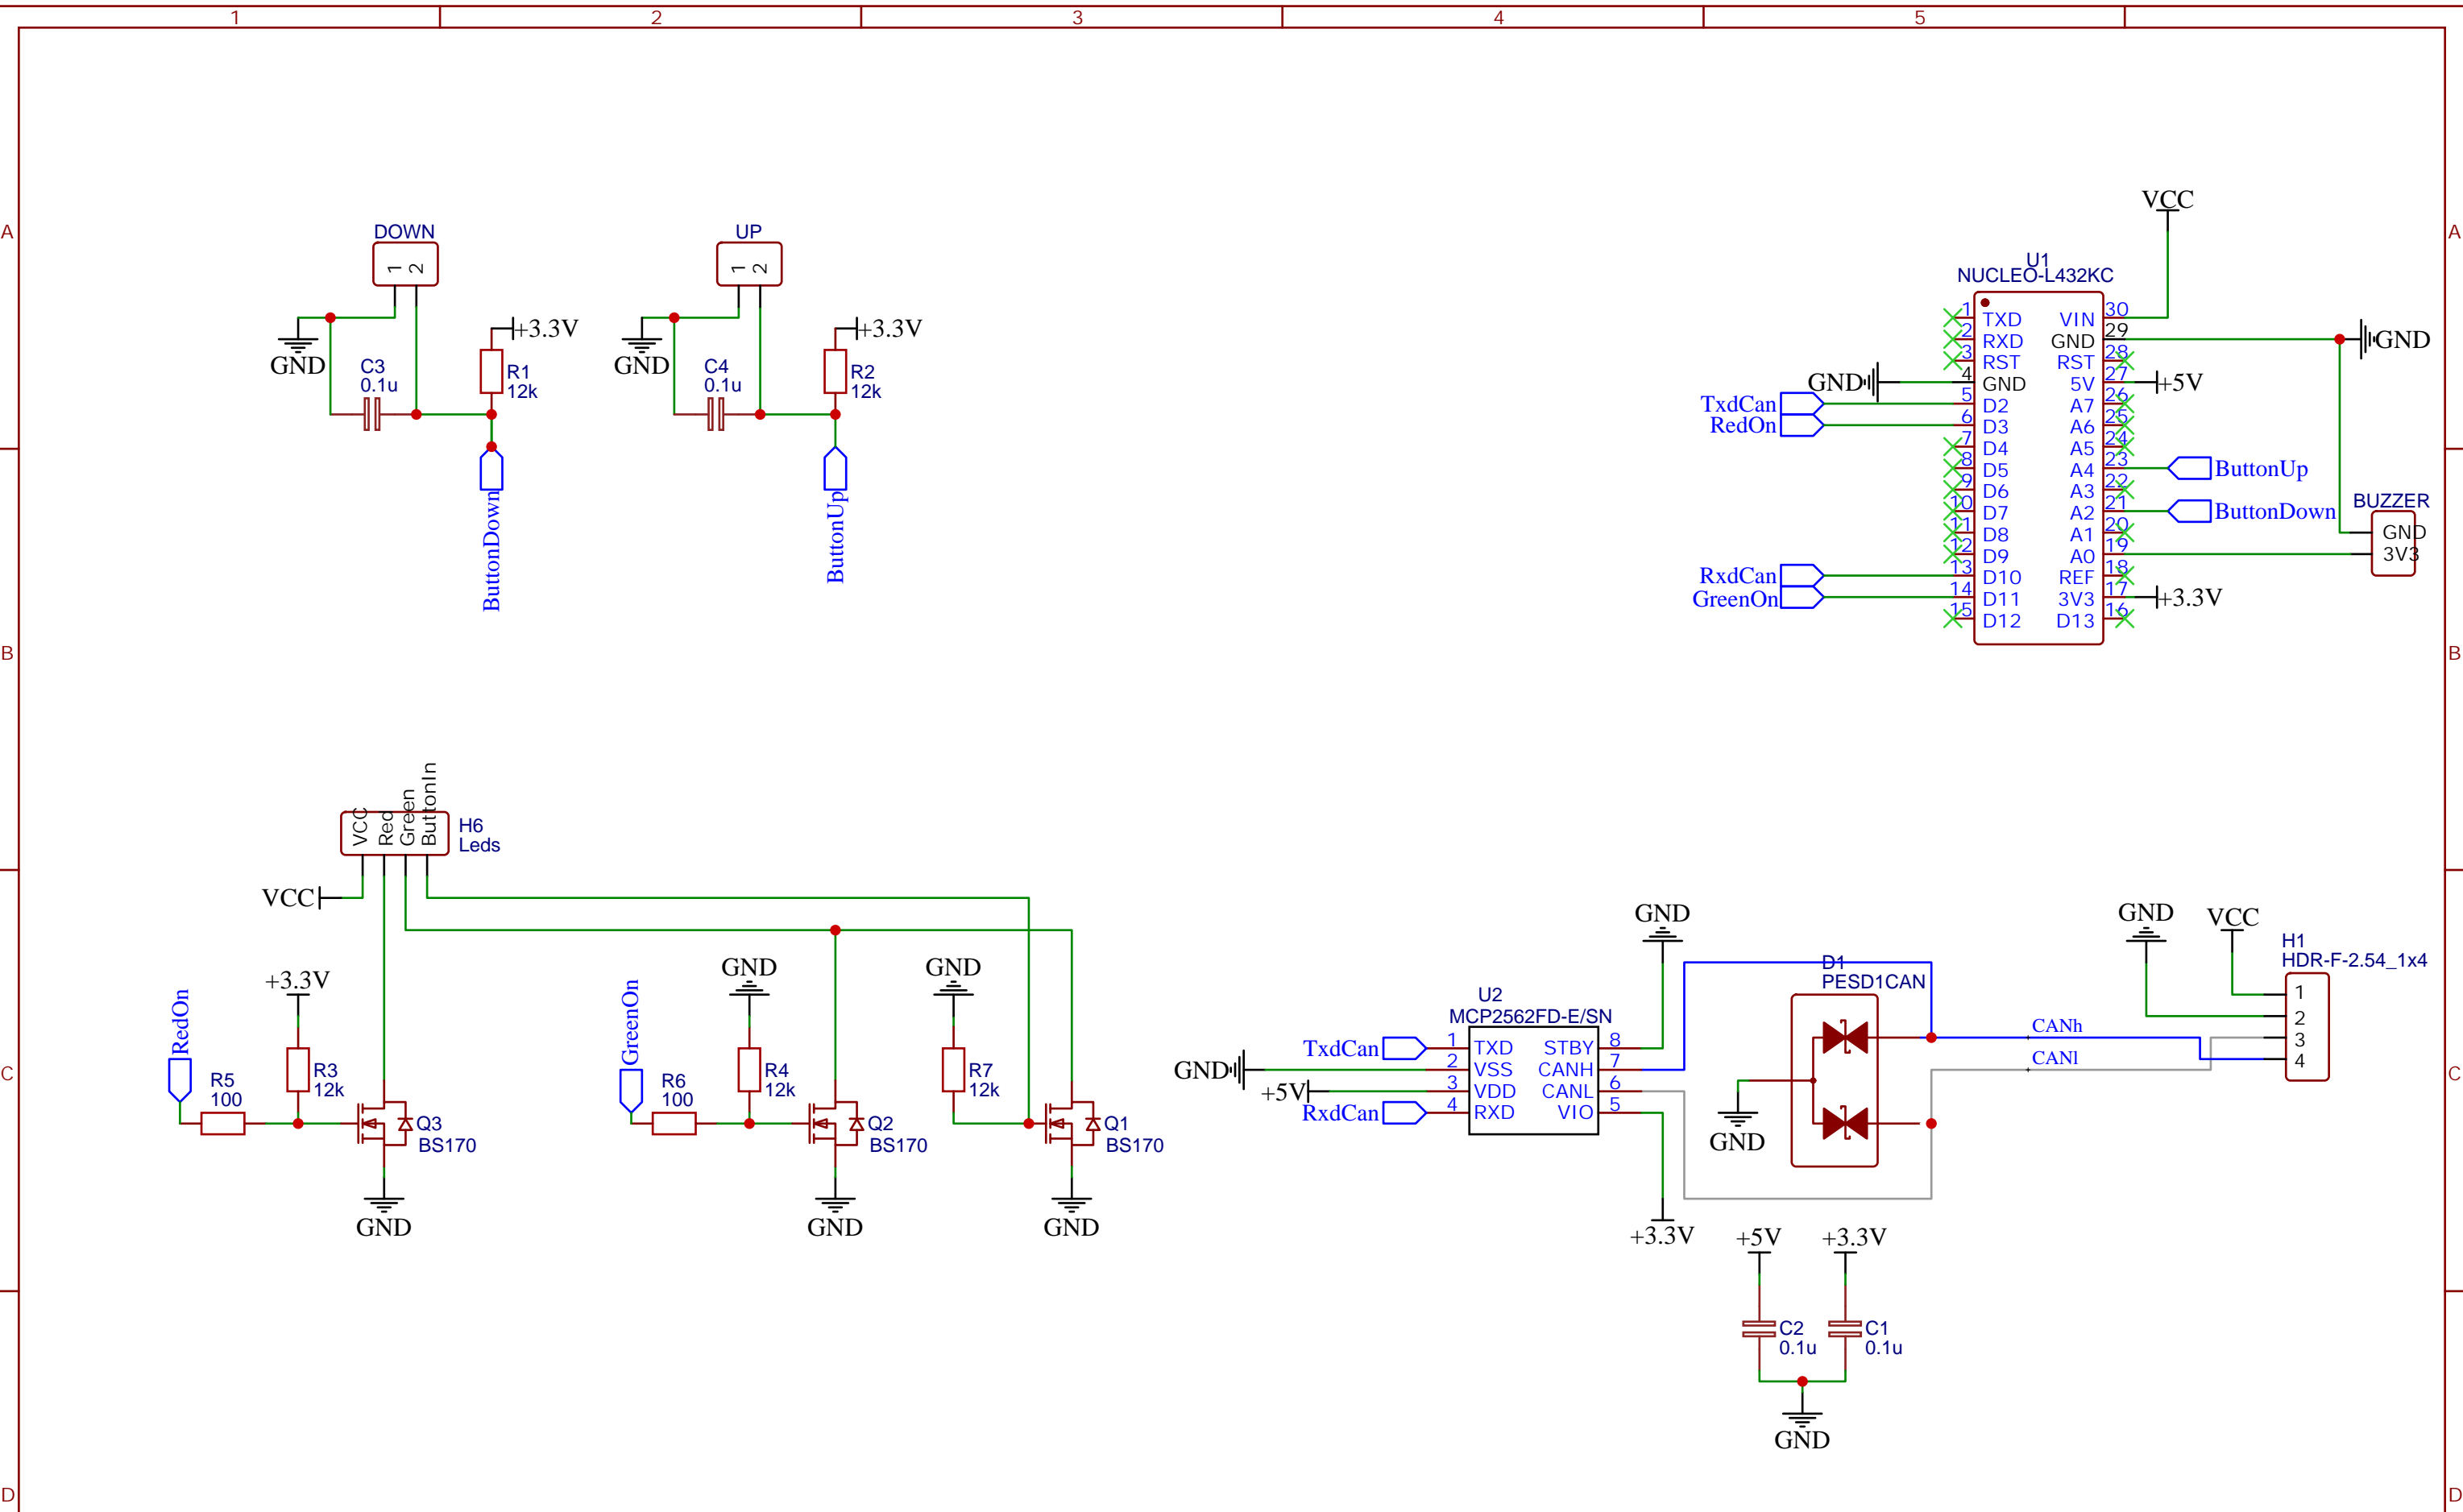 1 2 3 4 5
A
A
B
B
C
C
D
D
DOWN
1 2
GND
C3
0.1u
+3.3V
R1
12k
ButtonDown
UP
1 2
GND
C4
0.1u
+3.3V
R2
12k
ButtonUp
VCC
U1
NUCLEO-L432KC
1 TXD VIN 30
2 RXD GND 29
3 RST RST 28
4 GND 5V 27
5 D2 A7 26
6 D3 A6 25
7 D4 A5 24
8 D5 A4 23
9 D6 A3 22
10 D7 A2 21
11 D8 A1 20
12 D9 A0 19
13 D10 REF 18
14 D11 3V3 17
15 D12 D13 16
GND
TxdCan
RedOn
RxdCan
GreenOn
GND
+5V
ButtonUp
ButtonDown
+3.3V
BUZZER
GND
3V3
VCC Red Green ButtonIn
H6
Leds
VCC
RedOn
+3.3V
R5
100
R3
12k
Q3
BS170
GND
GreenOn
GND
R6
100
R4
12k
Q2
BS170
GND
GND
R7
12k
Q1
BS170
GND
GND
U2
MCP2562FD-E/SN
TxdCan 1 TXD STBY 8
GND 2 VSS CANH 7
+5V 3 VDD CANL 6
RxdCan 4 RXD VIO 5
+3.3V
D1
PESD1CAN
GND
CANh
CANl
GND
VCC
H1
HDR-F-2.54_1x4
1
2
3
4
+5V
+3.3V
C2
0.1u
C1
0.1u
GND